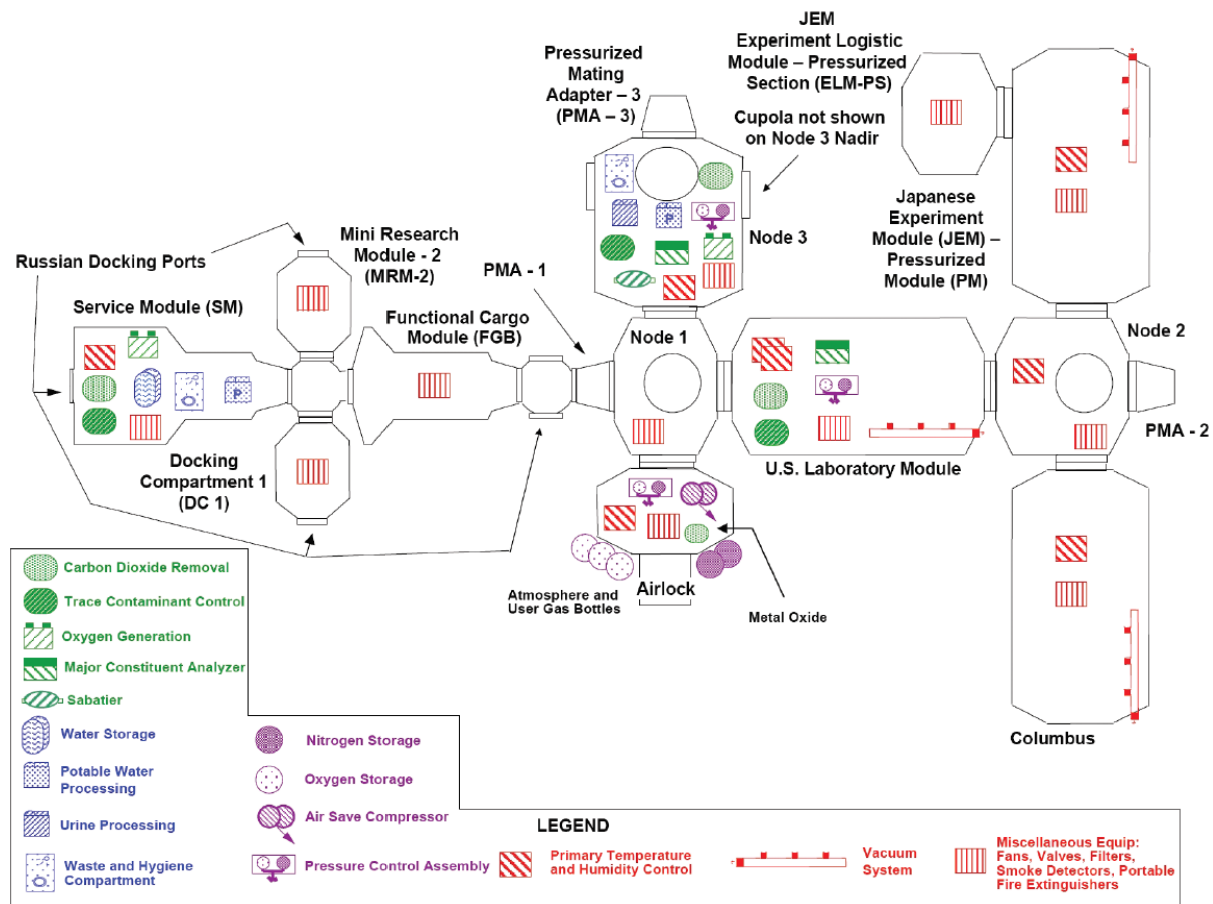 JEM
Experiment Logistic
Module – Pressurized
Section (ELM-PS)
Pressurized
Mating
Adapter – 3
(PMA – 3)
Cupola not shown
on Node 3 Nadir
Mini Research
Module - 2
(MRM-2)
Russian Docking Ports
PMA - 1
Node 3
Japanese
Experiment
Module (JEM) –
Pressurized
Module (PM)
Service Module (SM)
Functional Cargo
Module (FGB)
Node 1
Node 2
P
P
PMA - 2
Docking
Compartment 1
(DC 1)
U.S. Laboratory Module
Atmosphere and
User Gas Bottles
Airlock
Metal Oxide
Columbus
Carbon Dioxide Removal
Trace Contaminant Control
Oxygen Generation
Major Constituent Analyzer
Sabatier
Water Storage
Potable Water
Processing
Urine Processing
Waste and Hygiene
Compartment
Nitrogen Storage
Oxygen Storage
Air Save Compressor
Pressure Control Assembly
LEGEND
Primary Temperature
and Humidity Control
Vacuum
System
Miscellaneous Equip:
Fans, Valves, Filters,
Smoke Detectors, Portable
Fire Extinguishers